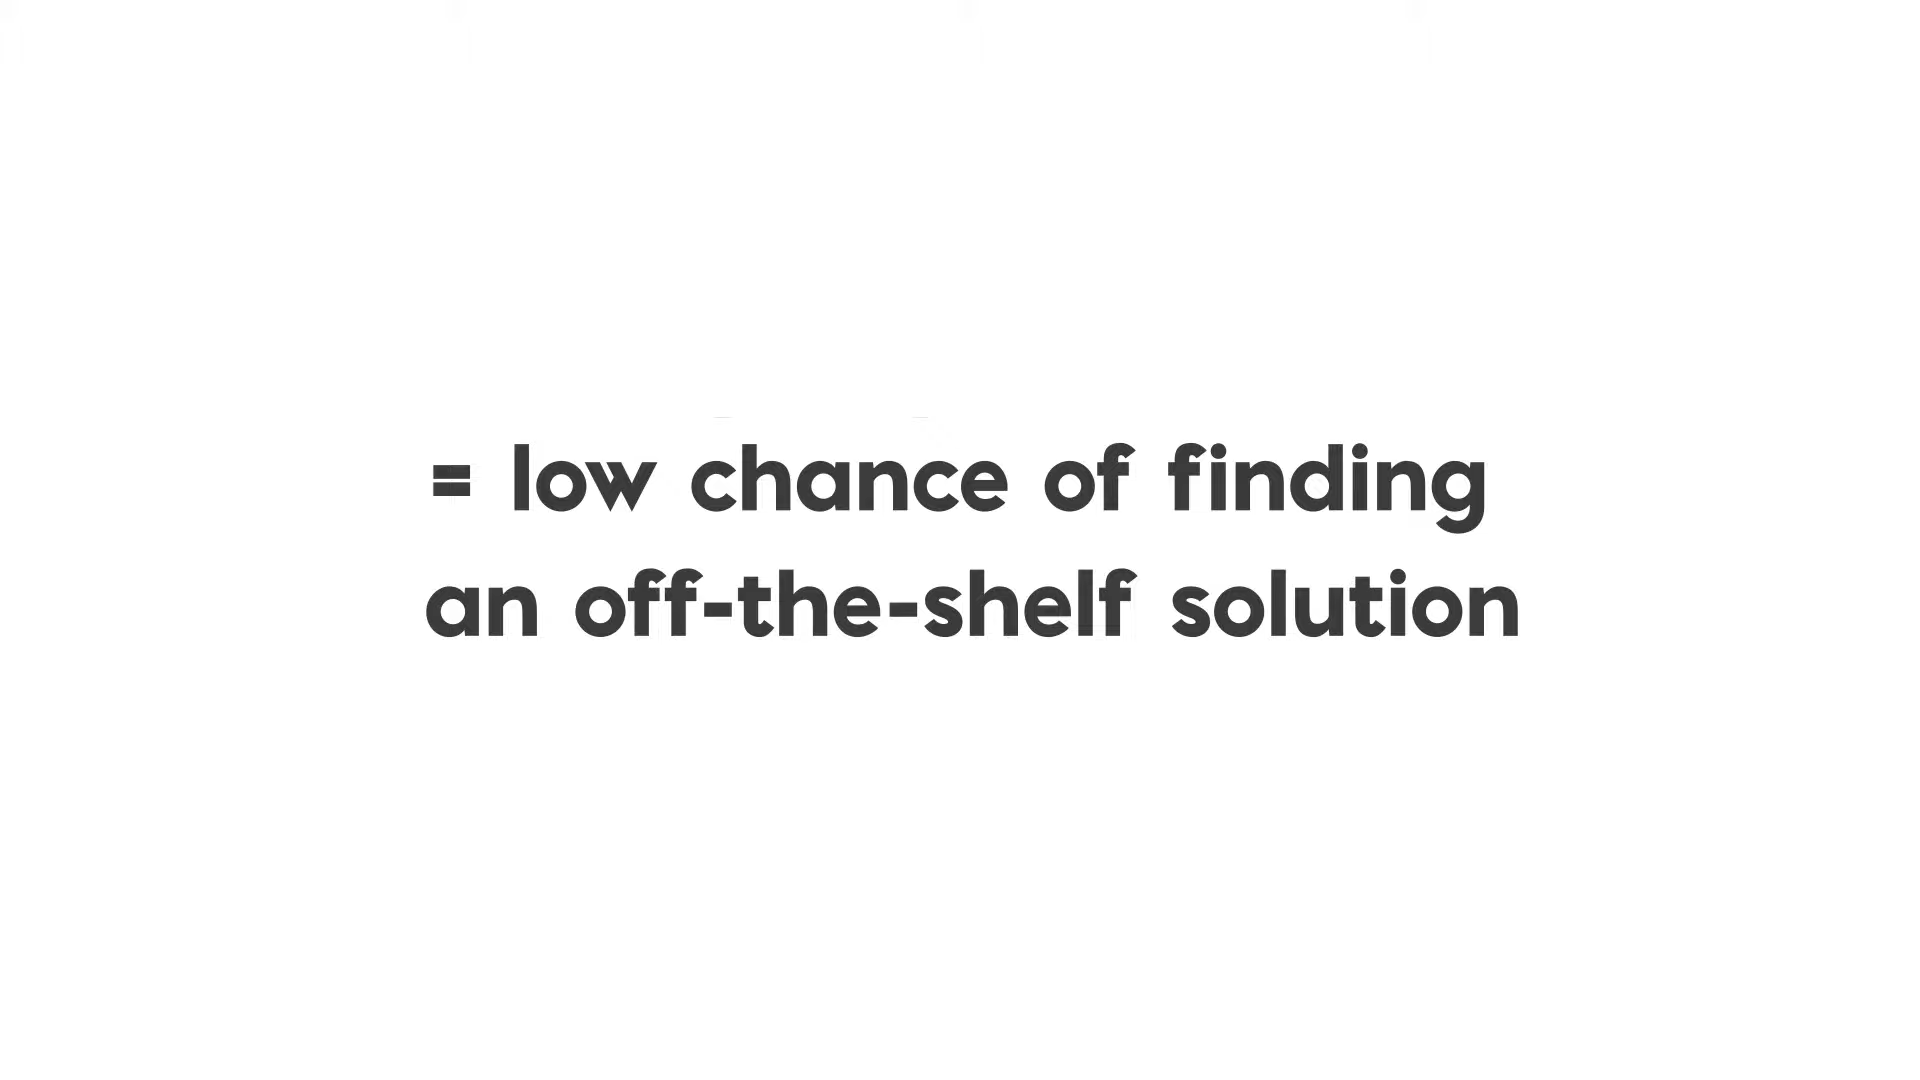 = low chance of finding
an off-the-shelf solution